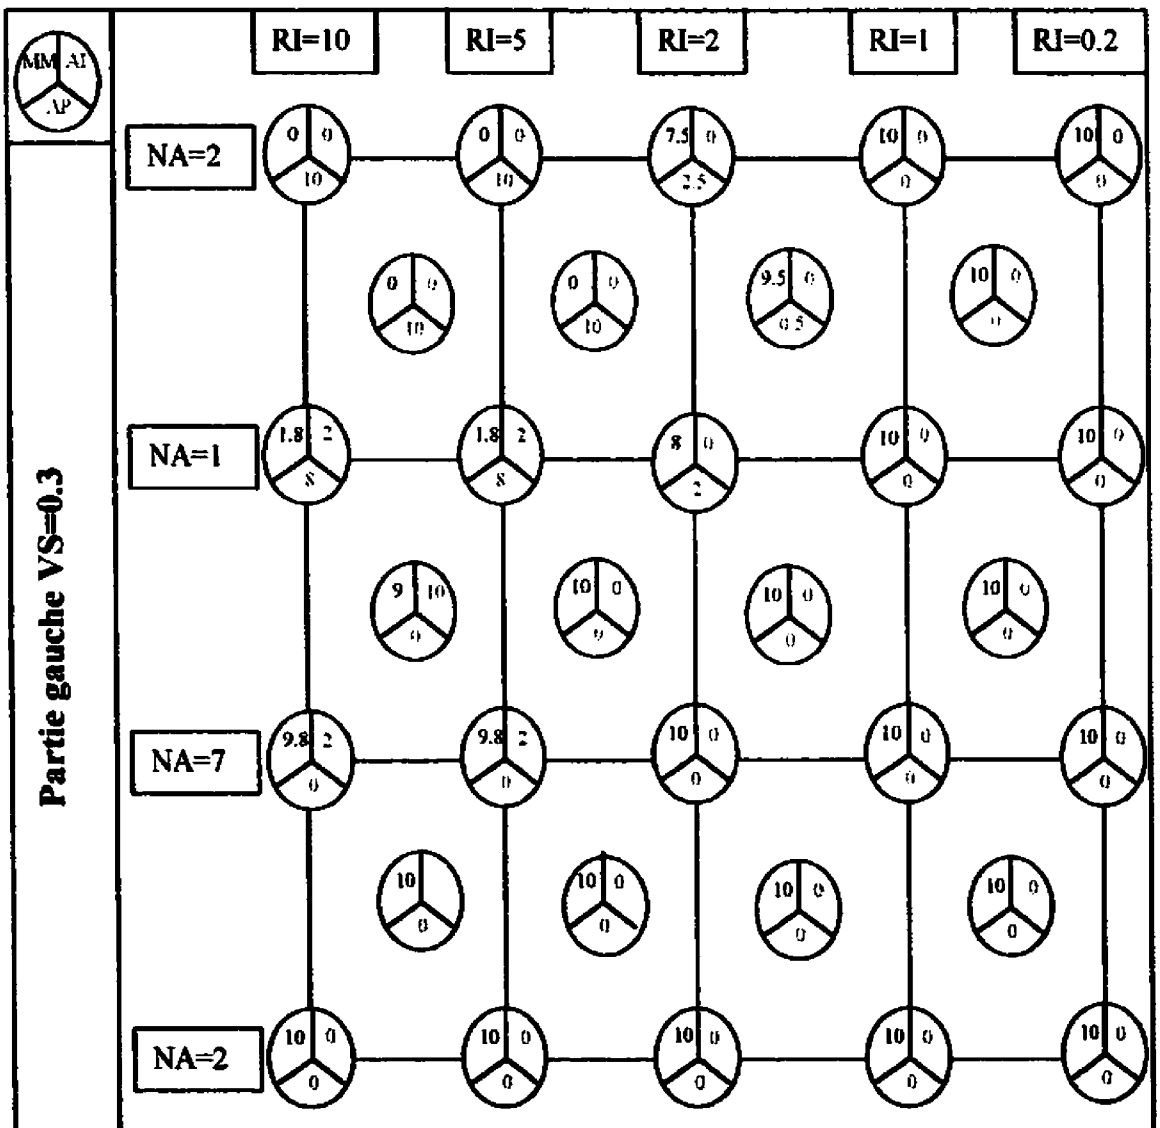 RI=10 RI=5 RI=2 RI=1 RI=0.2
MM AI
AP
NA=2
0 0 0 0 7.5 0 10 0 10 0
10 10 2.5 0 0
0 0 0 0 9.5 0 10 0
10 10 0.5 0
NA=1
1.8 2 1.8 2 8 0 10 0 10 0
8 8 2 0 0
Partie gauche VS=0.3
9 10 10 0 10 0 10 0
0 0 0 0
NA=7
9.8 2 9.8 2 10 0 10 0 10 0
0 0 0 0 0
10 10 0 10 0 10 0
0 0 0 0
NA=2
10 0 10 0 10 0 10 0 10 0
0 0 0 0 0